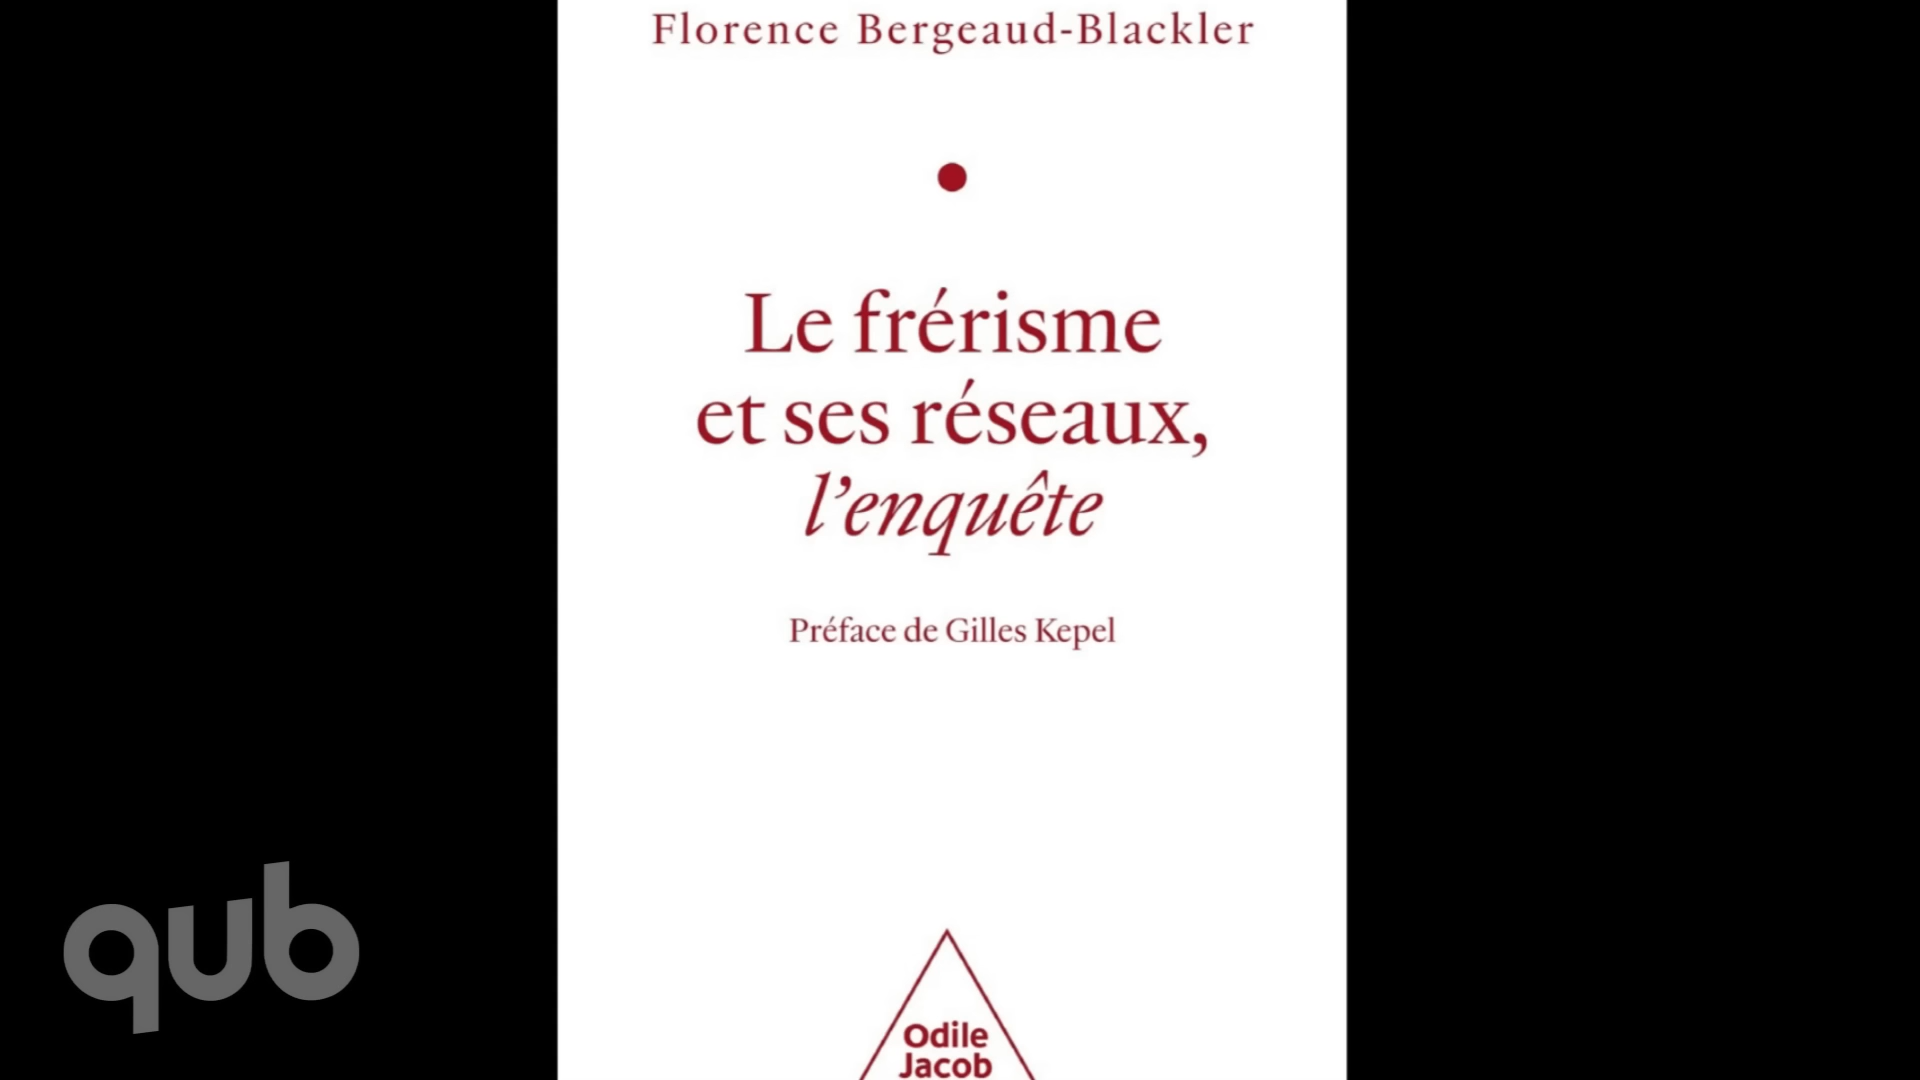 Florence Bergeaud-Blackler
Le frérisme
et ses réseaux,
l’enquête
Préface de Gilles Kepel
Odile
Jacob
qub